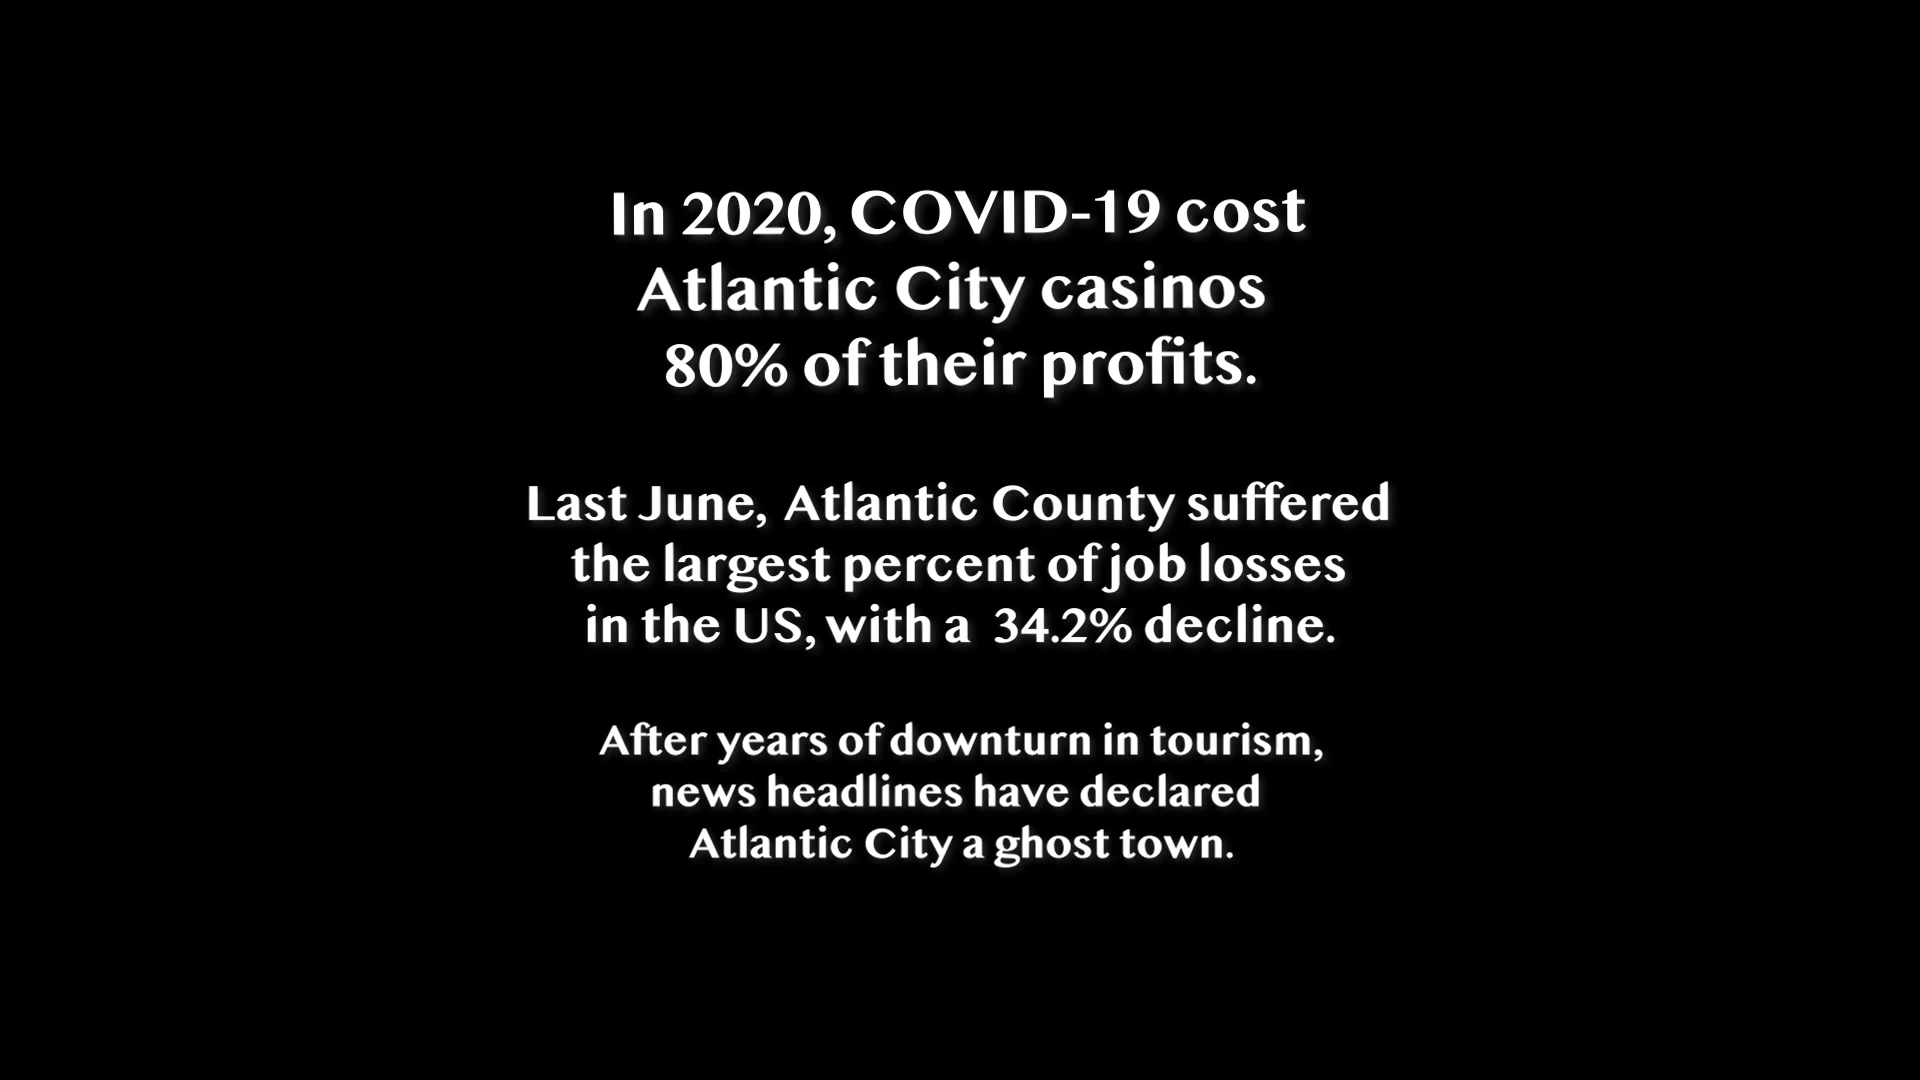 In 2020, COVID-19 cost
Atlantic City casinos
80% of their profits.
Last June, Atlantic County suffered
the largest percent of job losses
in the US, with a 34.2% decline.
After years of downturn in tourism,
news headlines have declared
Atlantic City a ghost town.